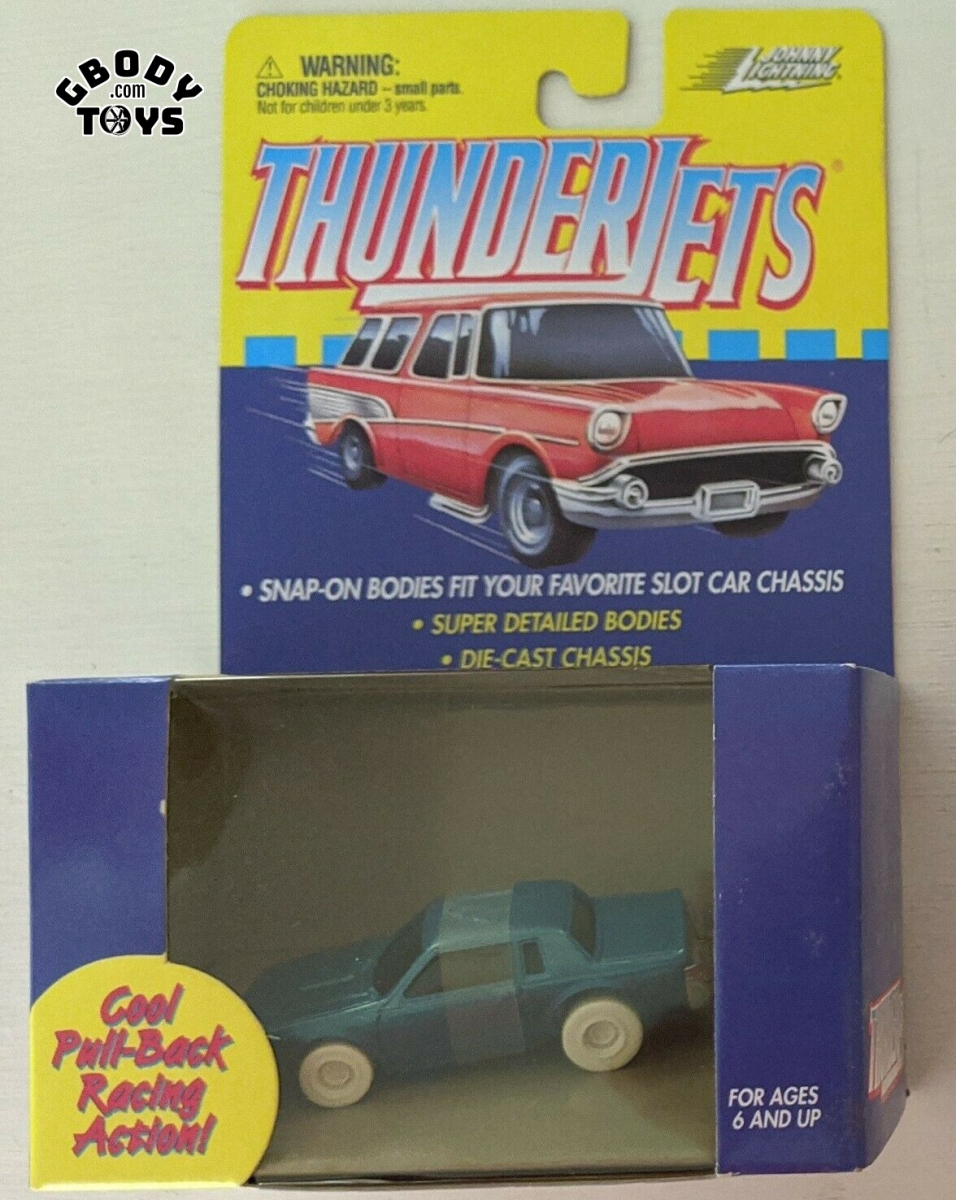 GBODY
.com
TOYS
WARNING:
CHOKING HAZARD – small parts.
Not for children under 3 years.
JOHNNY
LIGHTNING
THUNDERJETS®
• SNAP-ON BODIES FIT YOUR FAVORITE SLOT CAR CHASSIS
• SUPER DETAILED BODIES
• DIE-CAST CHASSIS
Cool
Pull-Back
Racing
Action!
FOR AGES
6 AND UP